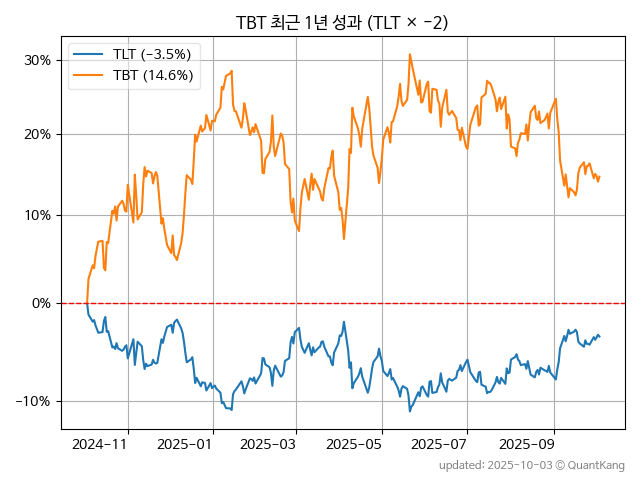 TBT 최근 1년 성과 (TLT × −2)
TLT (−3.5%)
TBT (14.6%)
30%
20%
10%
0%
−10%
2024−11
2025−01
2025−03
2025−05
2025−07
2025−09
updated: 2025-10-03 © QuantKang